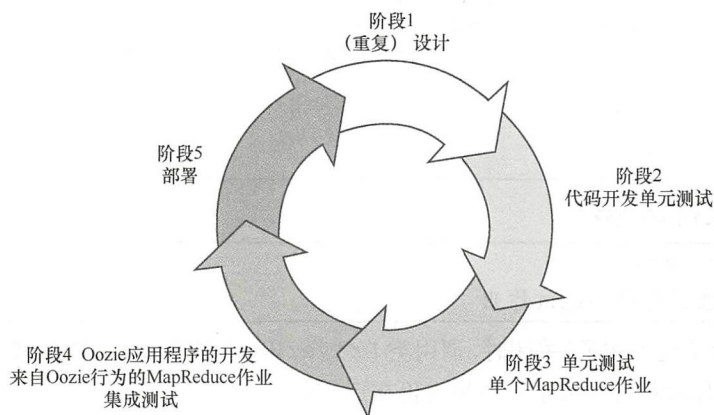 阶段1
（重复） 设计
阶段2
代码开发单元测试
阶段3 单元测试
单个MapReduce作业
阶段4 Oozie应用程序的开发
来自Oozie行为的MapReduce作业
集成测试
阶段5
部署